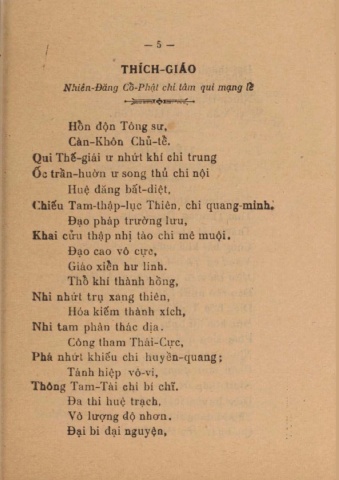 — 5 —
THÍCH-GIÁO
Nhiên-Đăng Cổ-Phật chí tâm qui mạng lễ
Hồn độn Tông sư,
Càn-Khôn Chủ-tể.
Qui Thế-giái ư nhứt khí chi trung
Ốc trần-huờn ư song thủ chi nội
Huệ đăng bất-diệt,
Chiếu Tam-thập-lục Thiên, chi quang-minh.
Đạo pháp trường lưu,
Khai cửu thập nhị tào chi mê muội.
Đạo cao vô cực,
Giáo xiển hư linh.
Thổ khí thành hồng,
Nhi nhứt trụ xang thiên,
Hóa kiếm thành xích,
Nhi tam phân thác địa.
Công tham Thái-Cực,
Phá nhứt khiếu chi huyền-quang;
Tánh hiệp vô-vi,
Thông Tam-Tài chi bí chỉ.
Đa thi huệ trạch,
Vô lượng độ nhơn.
Đại bi đại nguyện,